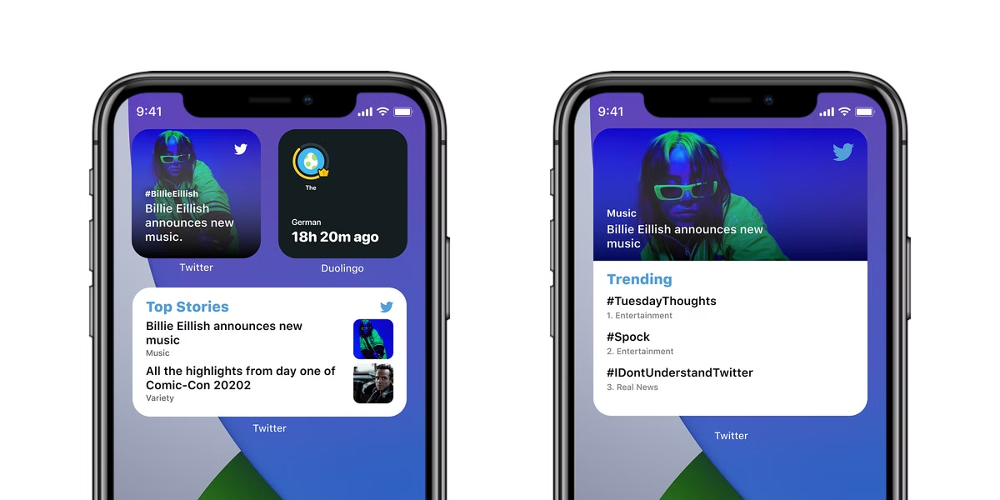 9:41
#BillieEillish
Billie Eillish
announces new
music.
Twitter
The
German
18h 20m ago
Duolingo
Top Stories
Billie Eillish announces new
music
Music
All the highlights from day one of
Comic-Con 20202
Variety
Twitter
9:41
Music
Billie Eillish announces new
music
Trending
#TuesdayThoughts
1. Entertainment
#Spock
2. Entertainment
#IDontUnderstandTwitter
3. Real News
Twitter